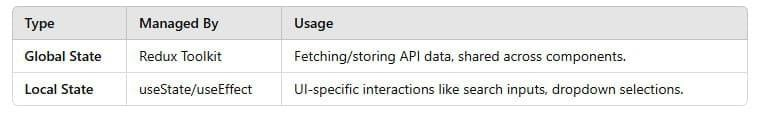 Type Managed By Usage
Global State Redux Toolkit Fetching/storing API data, shared across components.
Local State useState/useEffect UI-specific interactions like search inputs, dropdown selections.